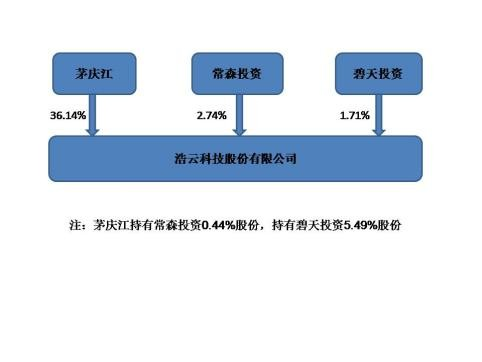 茅庆江 常森投资 碧天投资
36.14% 2.74% 1.71%
浩云科技股份有限公司
注：茅庆江持有常森投资0.44%股份，持有碧天投资5.49%股份